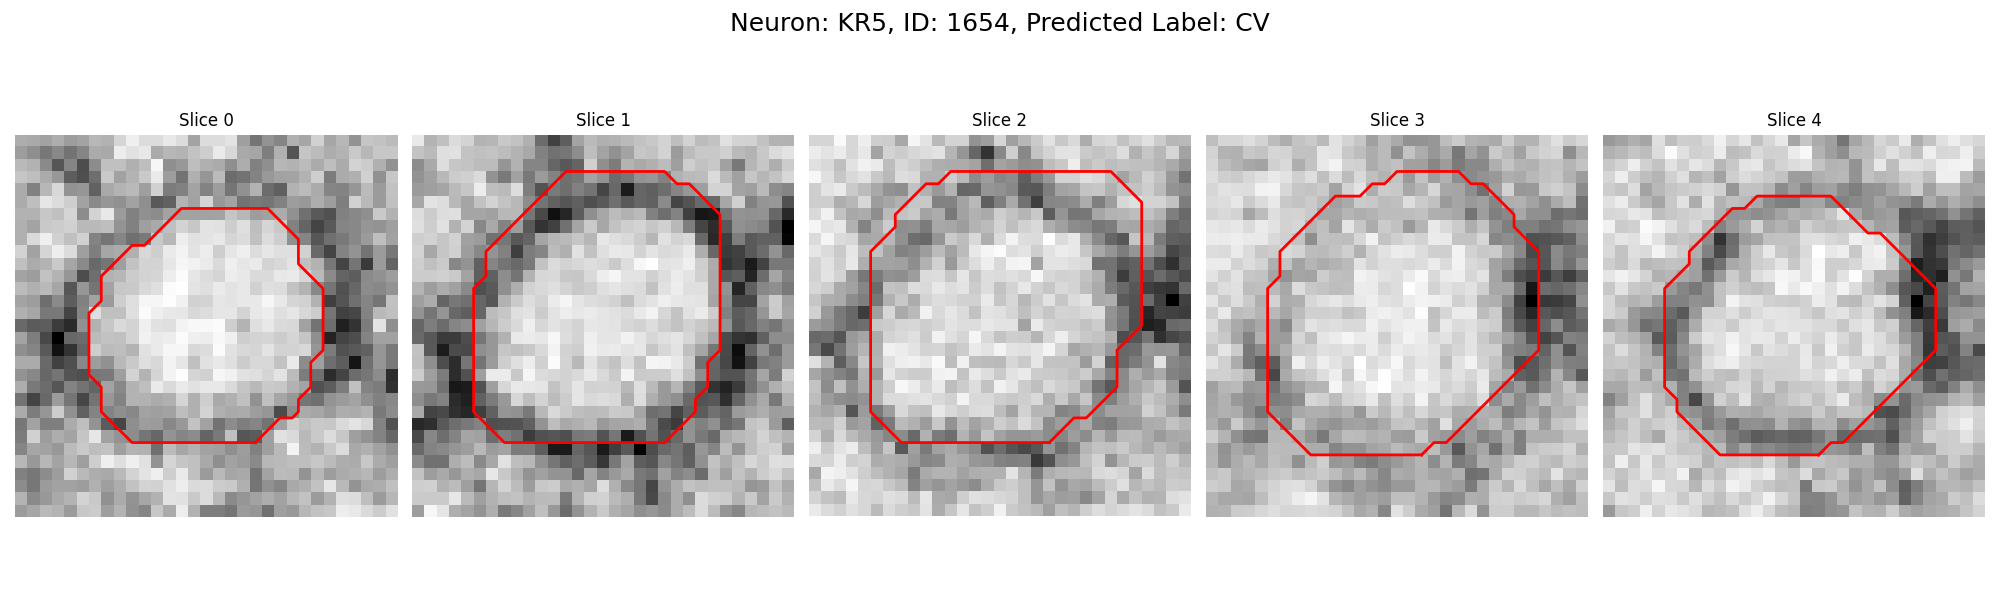 Neuron: KR5, ID: 1654, Predicted Label: CV
Slice 0
Slice 1
Slice 2
Slice 3
Slice 4